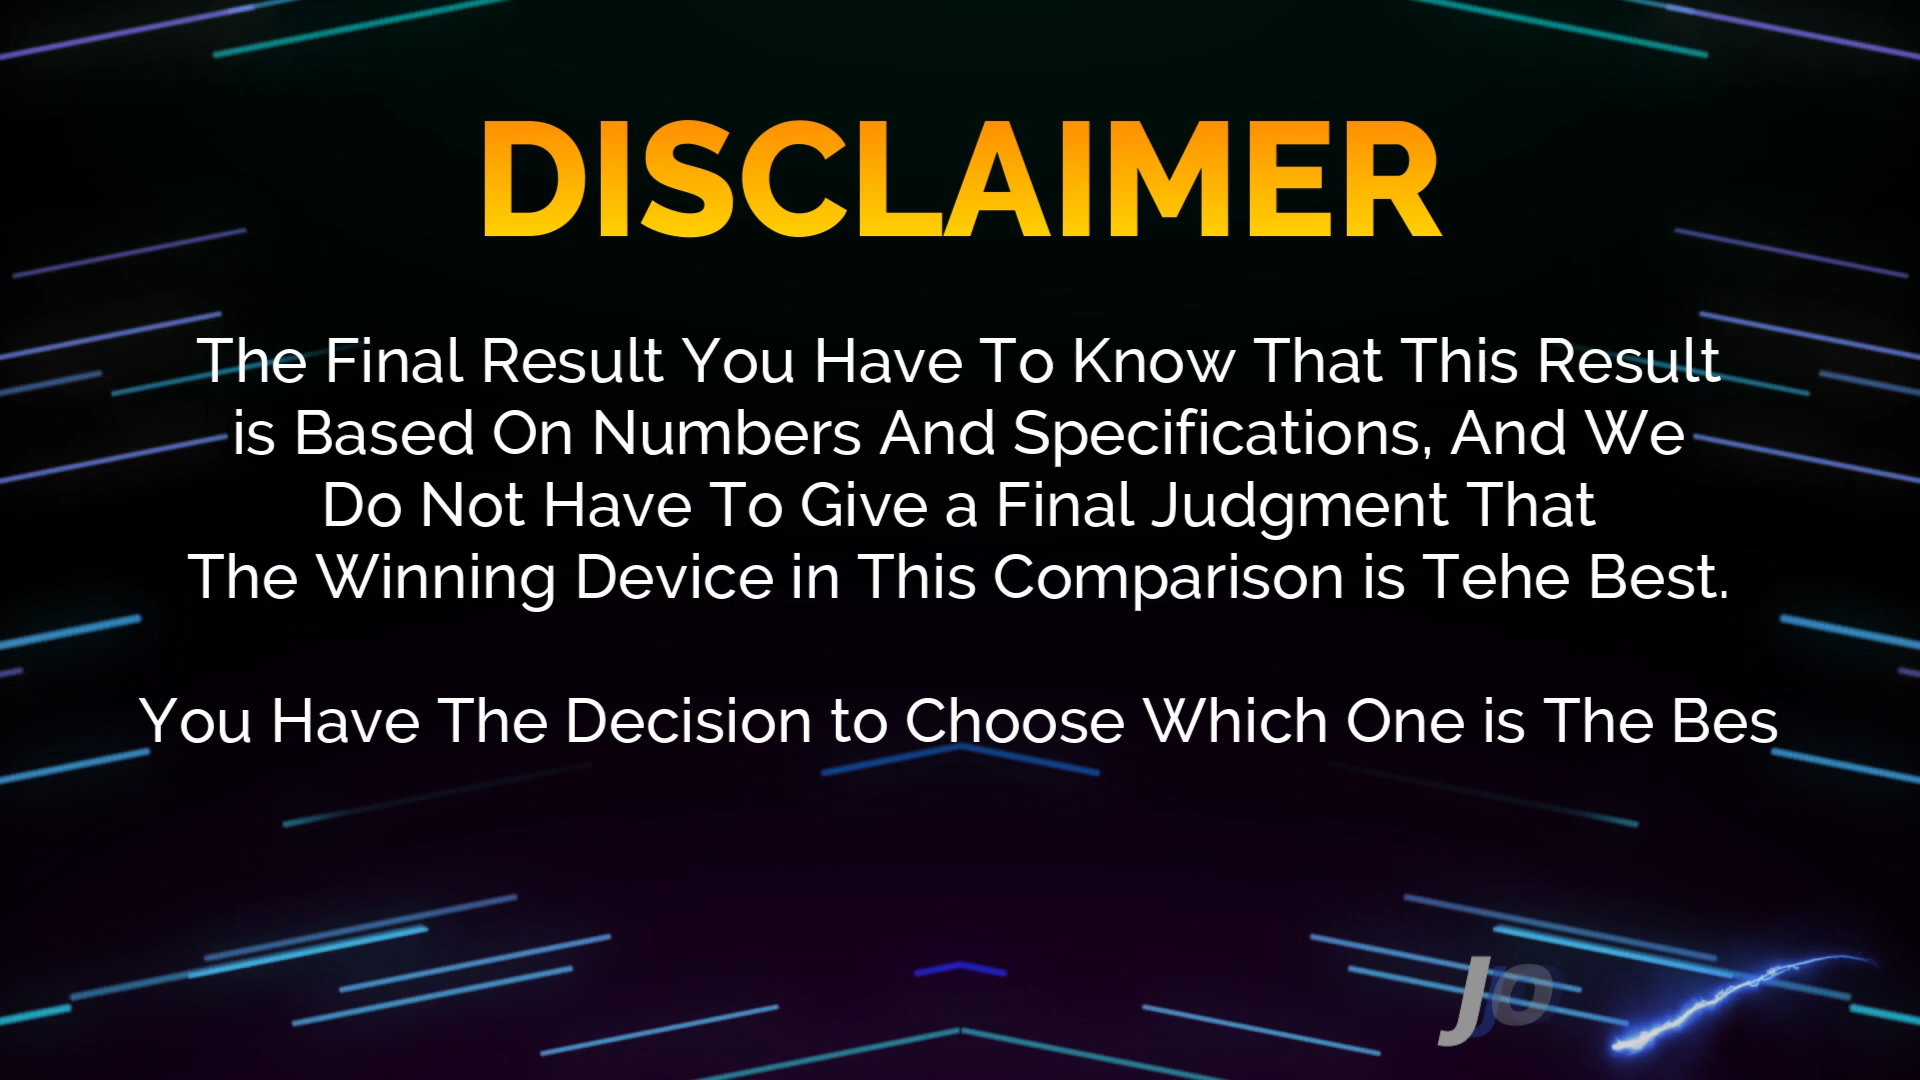 DISCLAIMER
The Final Result You Have To Know That This Result
is Based On Numbers And Specifications, And We
Do Not Have To Give a Final Judgment That
The Winning Device in This Comparison is Tehe Best.
You Have The Decision to Choose Which One is The Bes
JO